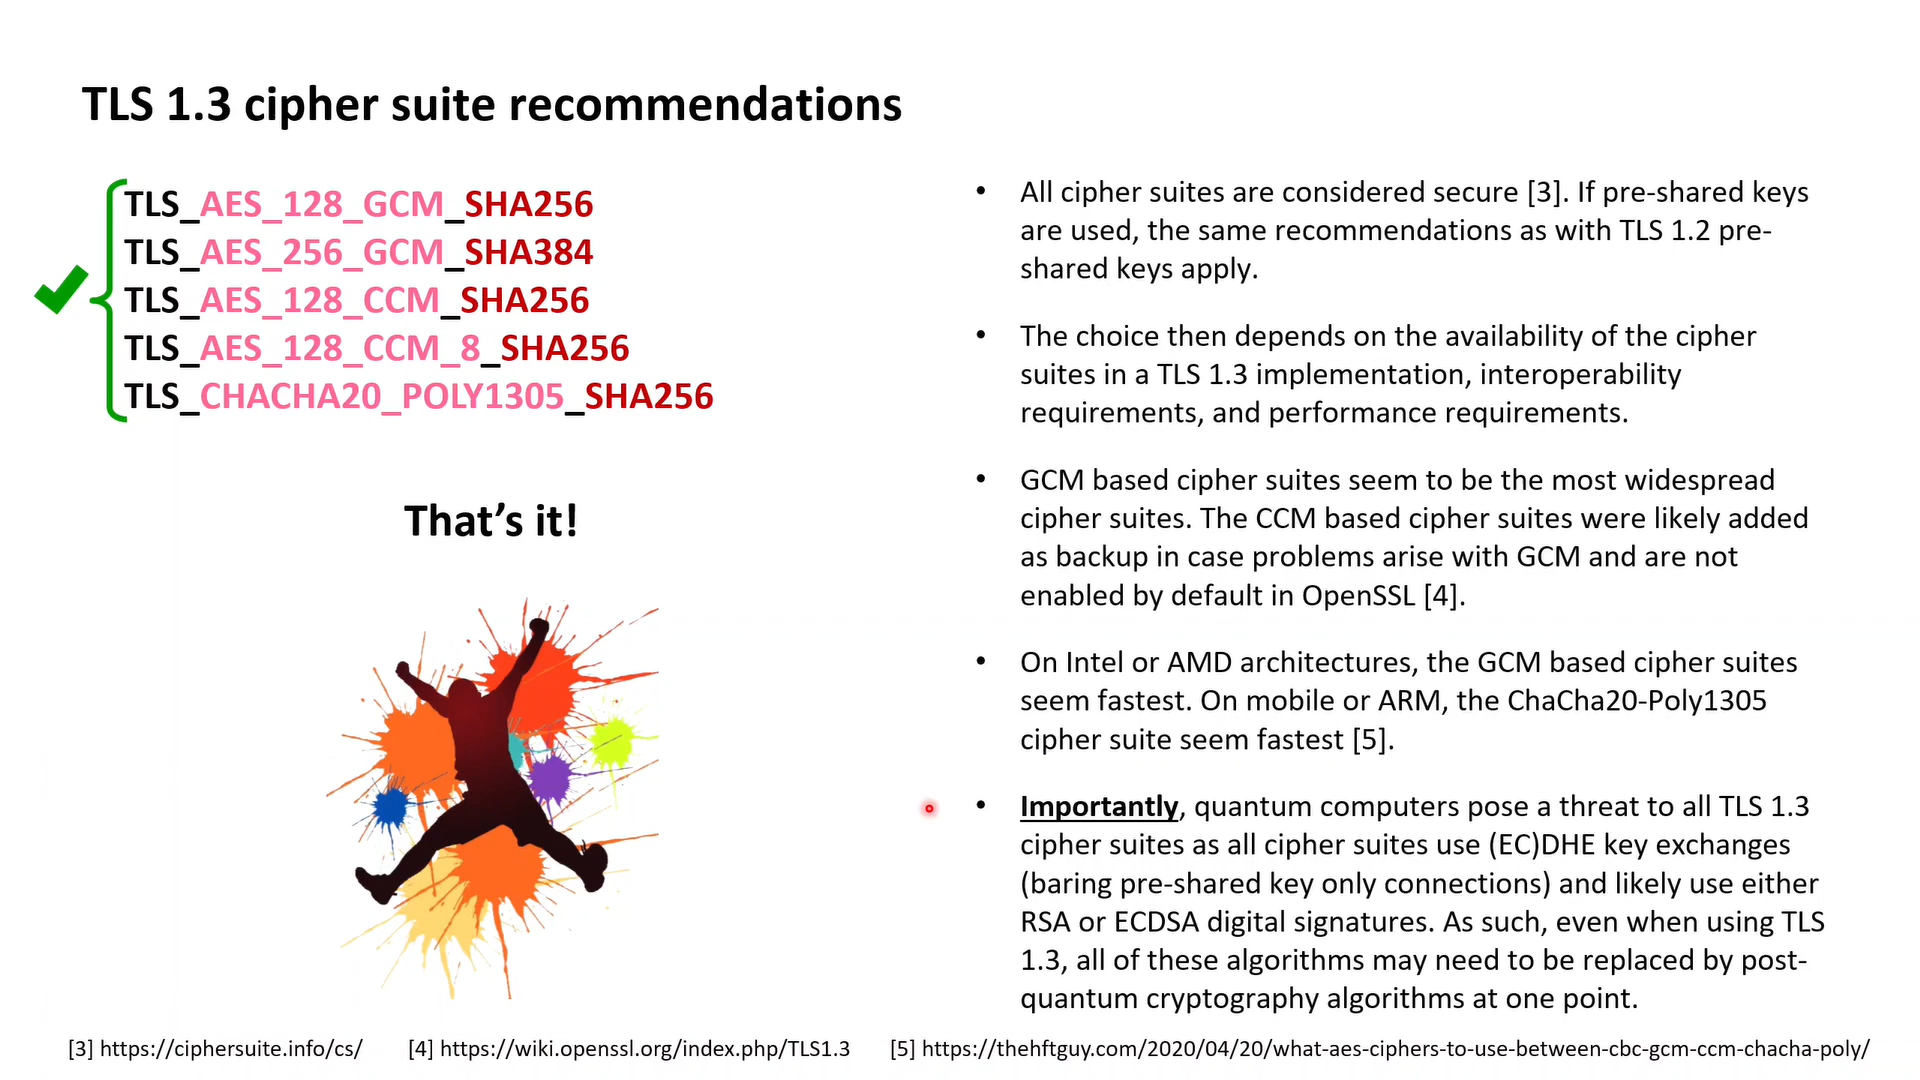 TLS 1.3 cipher suite recommendations
TLS_AES_128_GCM_SHA256
TLS_AES_256_GCM_SHA384
TLS_AES_128_CCM_SHA256
TLS_AES_128_CCM_8_SHA256
TLS_CHACHA20_POLY1305_SHA256
That's it!
• All cipher suites are considered secure [3]. If pre-shared keys
are used, the same recommendations as with TLS 1.2 pre-
shared keys apply.
• The choice then depends on the availability of the cipher
suites in a TLS 1.3 implementation, interoperability
requirements, and performance requirements.
• GCM based cipher suites seem to be the most widespread
cipher suites. The CCM based cipher suites were likely added
as backup in case problems arise with GCM and are not
enabled by default in OpenSSL [4].
• On Intel or AMD architectures, the GCM based cipher suites
seem fastest. On mobile or ARM, the ChaCha20-Poly1305
cipher suite seem fastest [5].
• Importantly, quantum computers pose a threat to all TLS 1.3
cipher suites as all cipher suites use (EC)DHE key exchanges
(baring pre-shared key only connections) and likely use either
RSA or ECDSA digital signatures. As such, even when using TLS
1.3, all of these algorithms may need to be replaced by post-
quantum cryptography algorithms at one point.
[3] https://ciphersuite.info/cs/ [4] https://wiki.openssl.org/index.php/TLS1.3 [5] https://thehftguy.com/2020/04/20/what-aes-ciphers-to-use-between-cbc-gcm-ccm-chacha-poly/